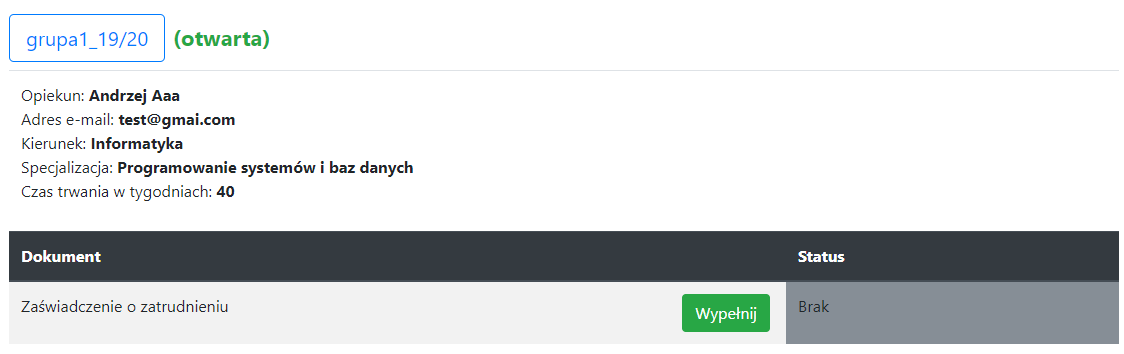 grupa1_19/20 (otwarta)
Opiekun: Andrzej Aaa
Adres e-mail: test@gmai.com
Kierunek: Informatyka
Specjalizacja: Programowanie systemów i baz danych
Czas trwania w tygodniach: 40
Dokument Status
Zaświadczenie o zatrudnieniu Wypełnij Brak